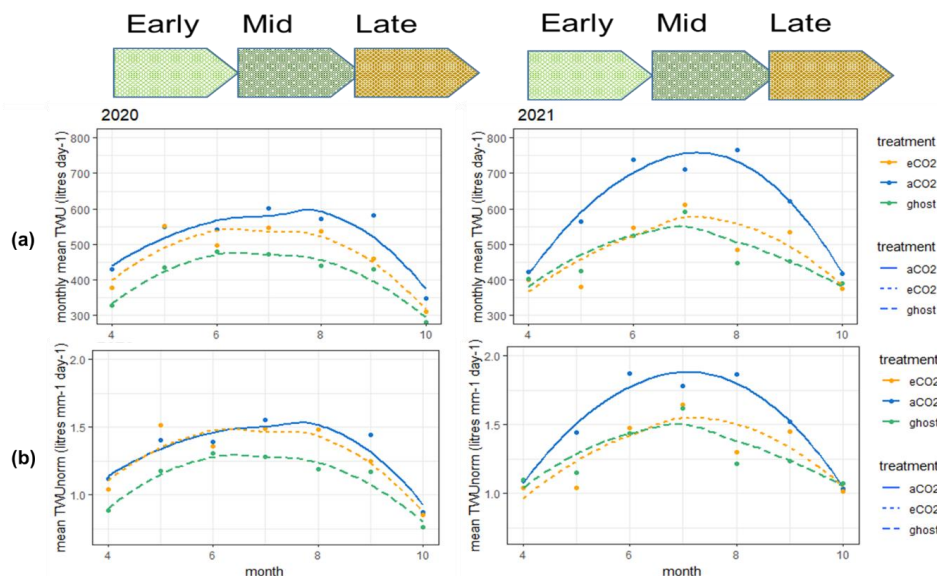 Early Mid Late Early Mid Late
2020 2021
(a)
monthly mean TWU (litres day-1)
800
700
600
500
400
300
4 6 8 10
monthly mean TWU (litres day-1)
800
700
600
500
400
300
4 6 8 10
treatment
eCO2
aCO2
ghost
treatment
aCO2
eCO2
ghost
(b)
mean TWUnorm (litres mm-1 day-1)
2.0
1.5
1.0
4 6 8 10
month
mean TWUnorm (litres mm-1 day-1)
2.0
1.5
1.0
4 6 8 10
month
treatment
eCO2
aCO2
ghost
treatment
aCO2
eCO2
ghost